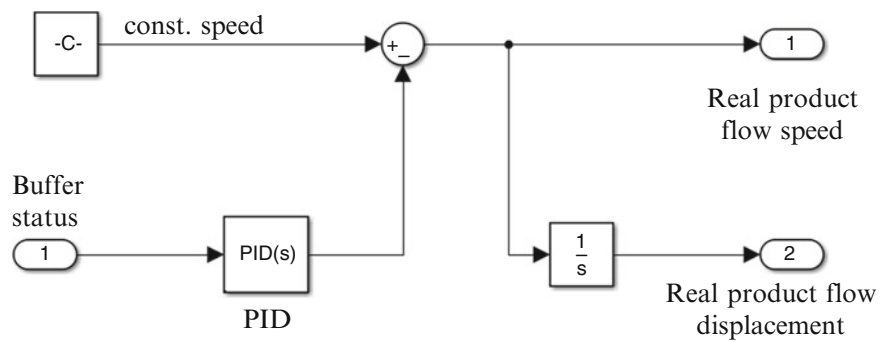 -C-
const. speed
+
−
1
Real product
flow speed
Buffer
status
1
PID(s)
PID
1
s
2
Real product flow
displacement